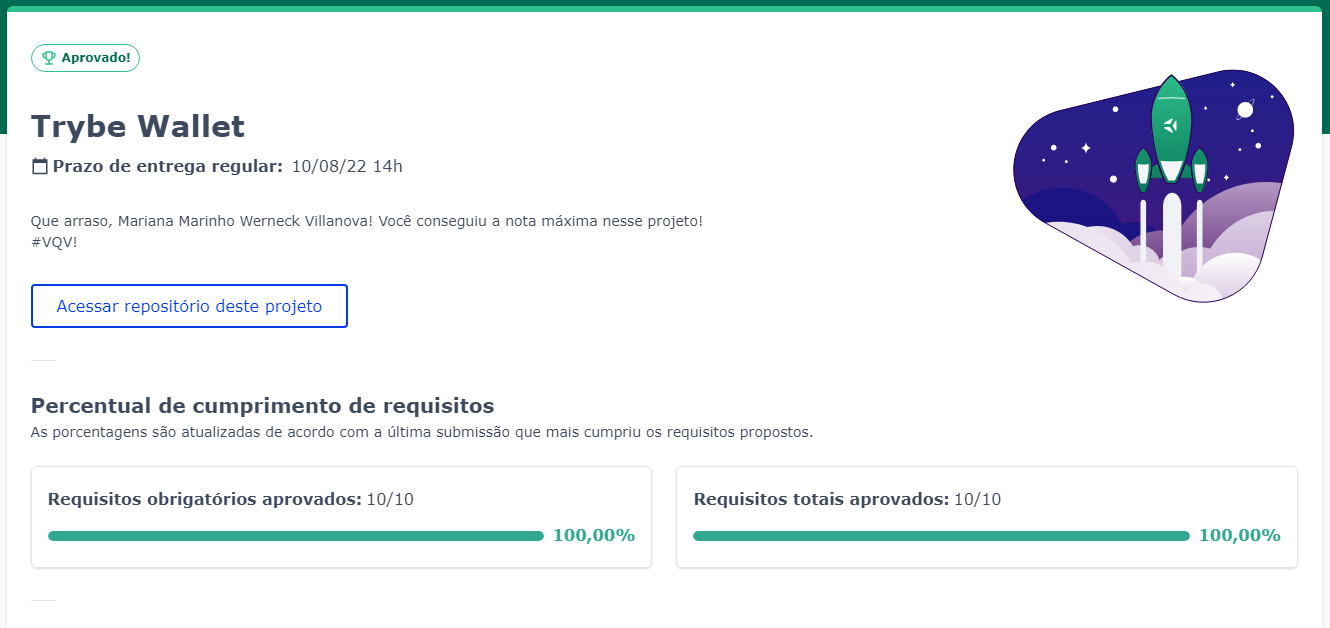 Aprovado!
Trybe Wallet
Prazo de entrega regular: 10/08/22 14h
Que arraso, Mariana Marinho Werneck Villanova! Você conseguiu a nota máxima nesse projeto!
#VQV!
Acessar repositório deste projeto
Percentual de cumprimento de requisitos
As porcentagens são atualizadas de acordo com a última submissão que mais cumpriu os requisitos propostos.
Requisitos obrigatórios aprovados: 10/10
100,00%
Requisitos totais aprovados: 10/10
100,00%